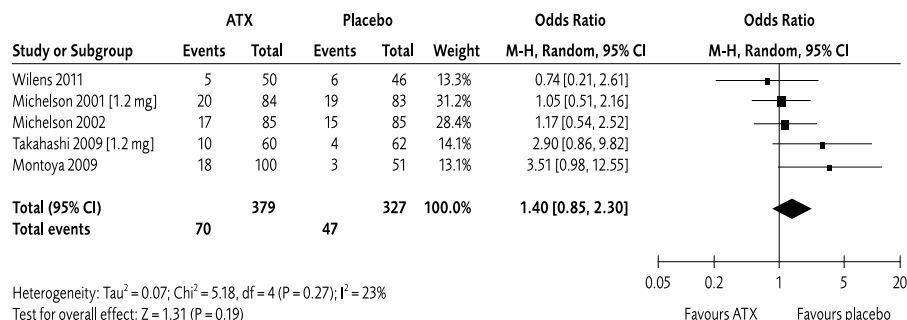 ATX Placebo Odds Ratio Odds Ratio
Study or Subgroup Events Total Events Total Weight M-H, Random, 95% CI M-H, Random, 95% CI
Wilens 2011 5 50 6 46 13.3% 0.74 [0.21, 2.61]
Michelson 2001 [1.2 mg] 20 84 19 83 31.2% 1.05 [0.51, 2.16]
Michelson 2002 17 85 15 85 28.4% 1.17 [0.54, 2.52]
Takahashi 2009 [1.2 mg] 10 60 4 62 14.1% 2.90 [0.86, 9.82]
Montoya 2009 18 100 3 51 13.1% 3.51 [0.98, 12.55]
Total (95% CI) 379 327 100.0% 1.40 [0.85, 2.30]
Total events 70 47
0.05 0.2 1 5 20
Heterogeneity: Tau² = 0.07; Chi² = 5.18, df = 4 (P = 0.27); I² = 23%
Test for overall effect: Z = 1.31 (P = 0.19) Favours ATX Favours placebo